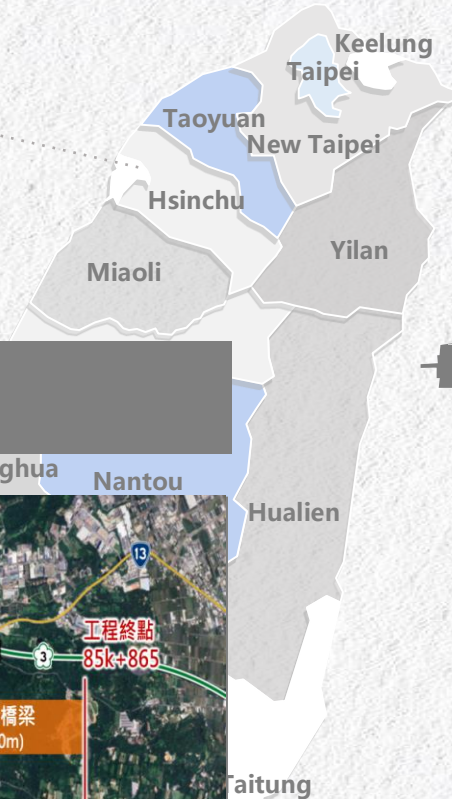 Keelung
Taipei
Taoyuan
New Taipei
Hsinchu
Yilan
Miaoli
ghua
Nantou
Hualien
13
工程終點
3
85k+865
橋梁
0m)
Taitung